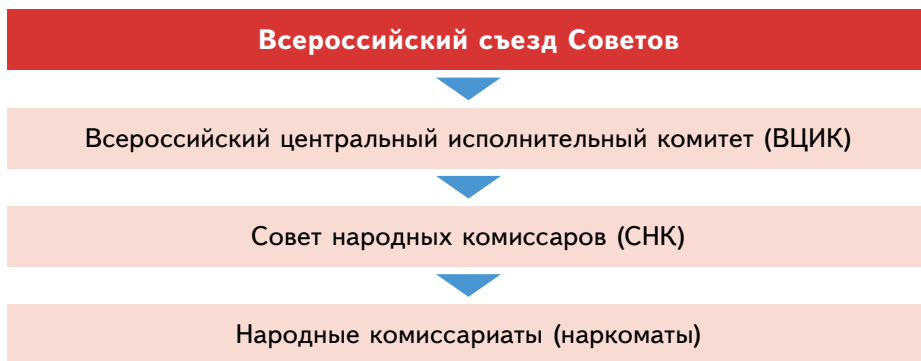 Всероссийский съезд Советов
Всероссийский центральный исполнительный комитет (ВЦИК)
Совет народных комиссаров (СНК)
Народные комиссариаты (наркоматы)